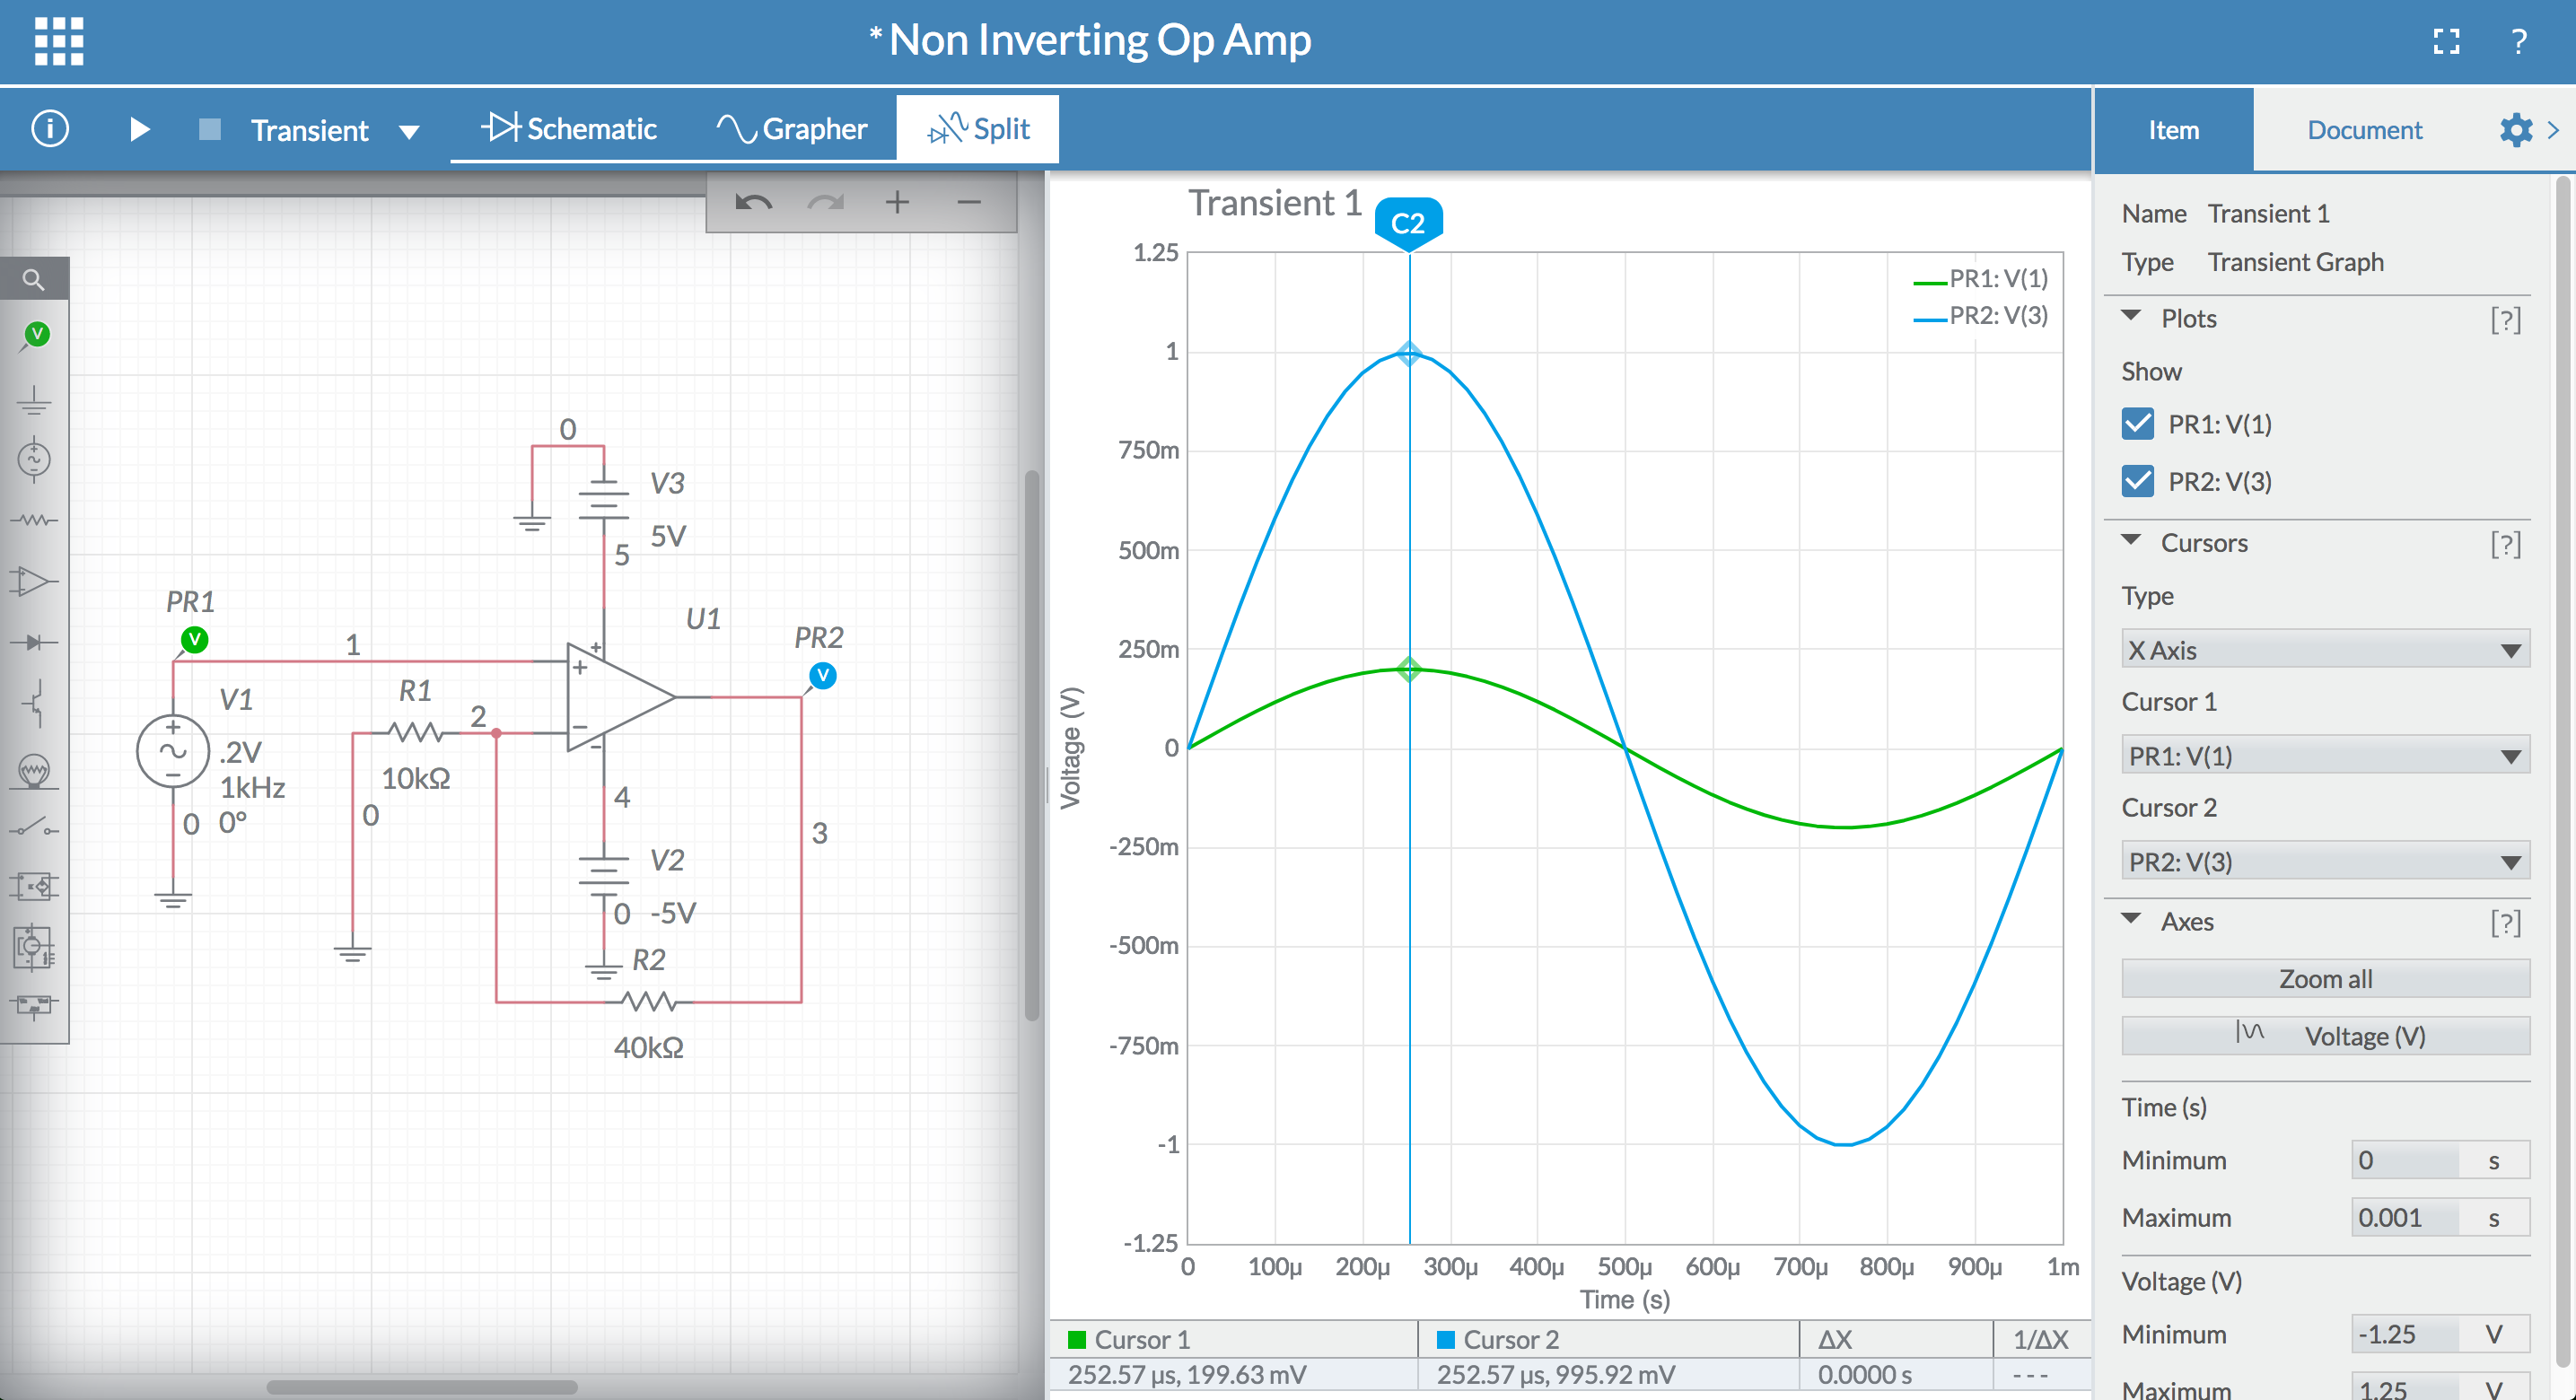 *Non Inverting Op Amp
?
i
Transient
Schematic
Grapher
Split
Item
Document
+
−
Name Transient 1
Type Transient Graph
Plots [?]
Show
PR1: V(1)
PR2: V(3)
Cursors [?]
Type
X Axis
Cursor 1
PR1: V(1)
Cursor 2
PR2: V(3)
Axes [?]
Zoom all
Voltage (V)
Time (s)
Minimum 0 s
Maximum 0.001 s
Voltage (V)
Minimum -1.25 V
Maximum 1.25 V
V
0
V3
5V
5
U1
PR1
V
1
PR2
V
V1
.2V
1kHz
0°
0
R1
10kΩ
2
0
+
−
+
−
4
3
V2
-5V
0
R2
40kΩ
Transient 1
C2
PR1: V(1)
PR2: V(3)
Voltage (V)
1.25
1
750m
500m
250m
0
-250m
-500m
-750m
-1
-1.25
0 100µ 200µ 300µ 400µ 500µ 600µ 700µ 800µ 900µ 1m
Time (s)
Cursor 1 Cursor 2 ΔX 1/ΔX
252.57 µs, 199.63 mV 252.57 µs, 995.92 mV 0.0000 s ---